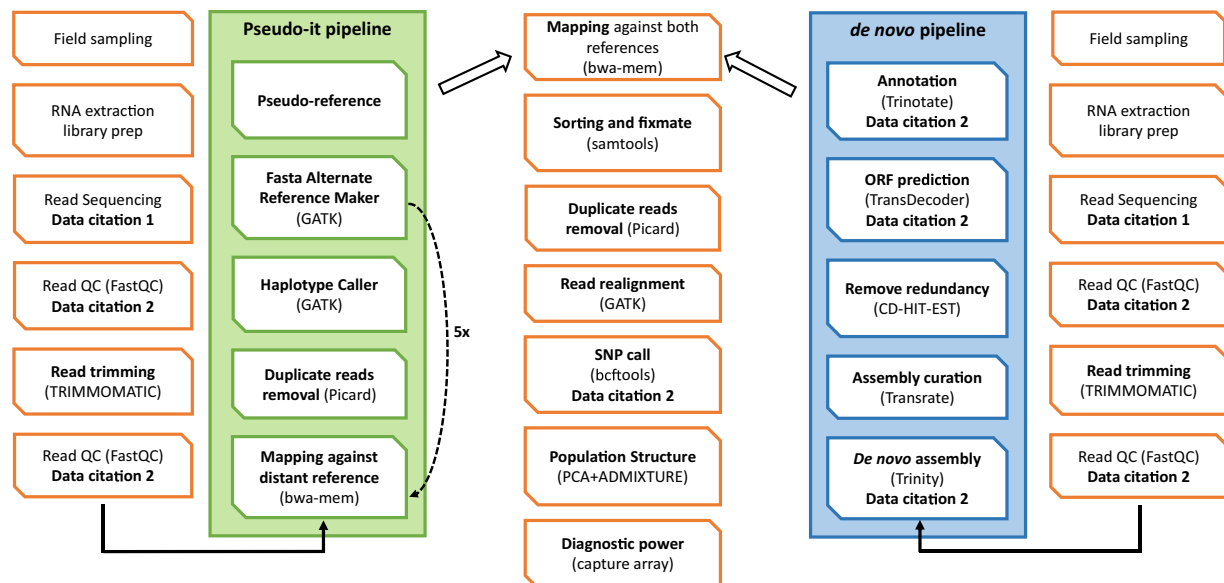 Field sampling
RNA extraction
library prep
Read Sequencing
Data citation 1
Read QC (FastQC)
Data citation 2
Read trimming
(TRIMMOMATIC)
Read QC (FastQC)
Data citation 2
Pseudo-it pipeline
Pseudo-reference
Fasta Alternate
Reference Maker
(GATK)
Haplotype Caller
(GATK)
Duplicate reads
removal (Picard)
Mapping against
distant reference
(bwa-mem)
5x
Mapping against both
references
(bwa-mem)
Sorting and fixmate
(samtools)
Duplicate reads
removal (Picard)
Read realignment
(GATK)
SNP call
(bcftools)
Data citation 2
Population Structure
(PCA+ADMIXTURE)
Diagnostic power
(capture array)
de novo pipeline
Annotation
(Trinotate)
Data citation 2
ORF prediction
(TransDecoder)
Data citation 2
Remove redundancy
(CD-HIT-EST)
Assembly curation
(Transrate)
De novo assembly
(Trinity)
Data citation 2
Field sampling
RNA extraction
library prep
Read Sequencing
Data citation 1
Read QC (FastQC)
Data citation 2
Read trimming
(TRIMMOMATIC)
Read QC (FastQC)
Data citation 2